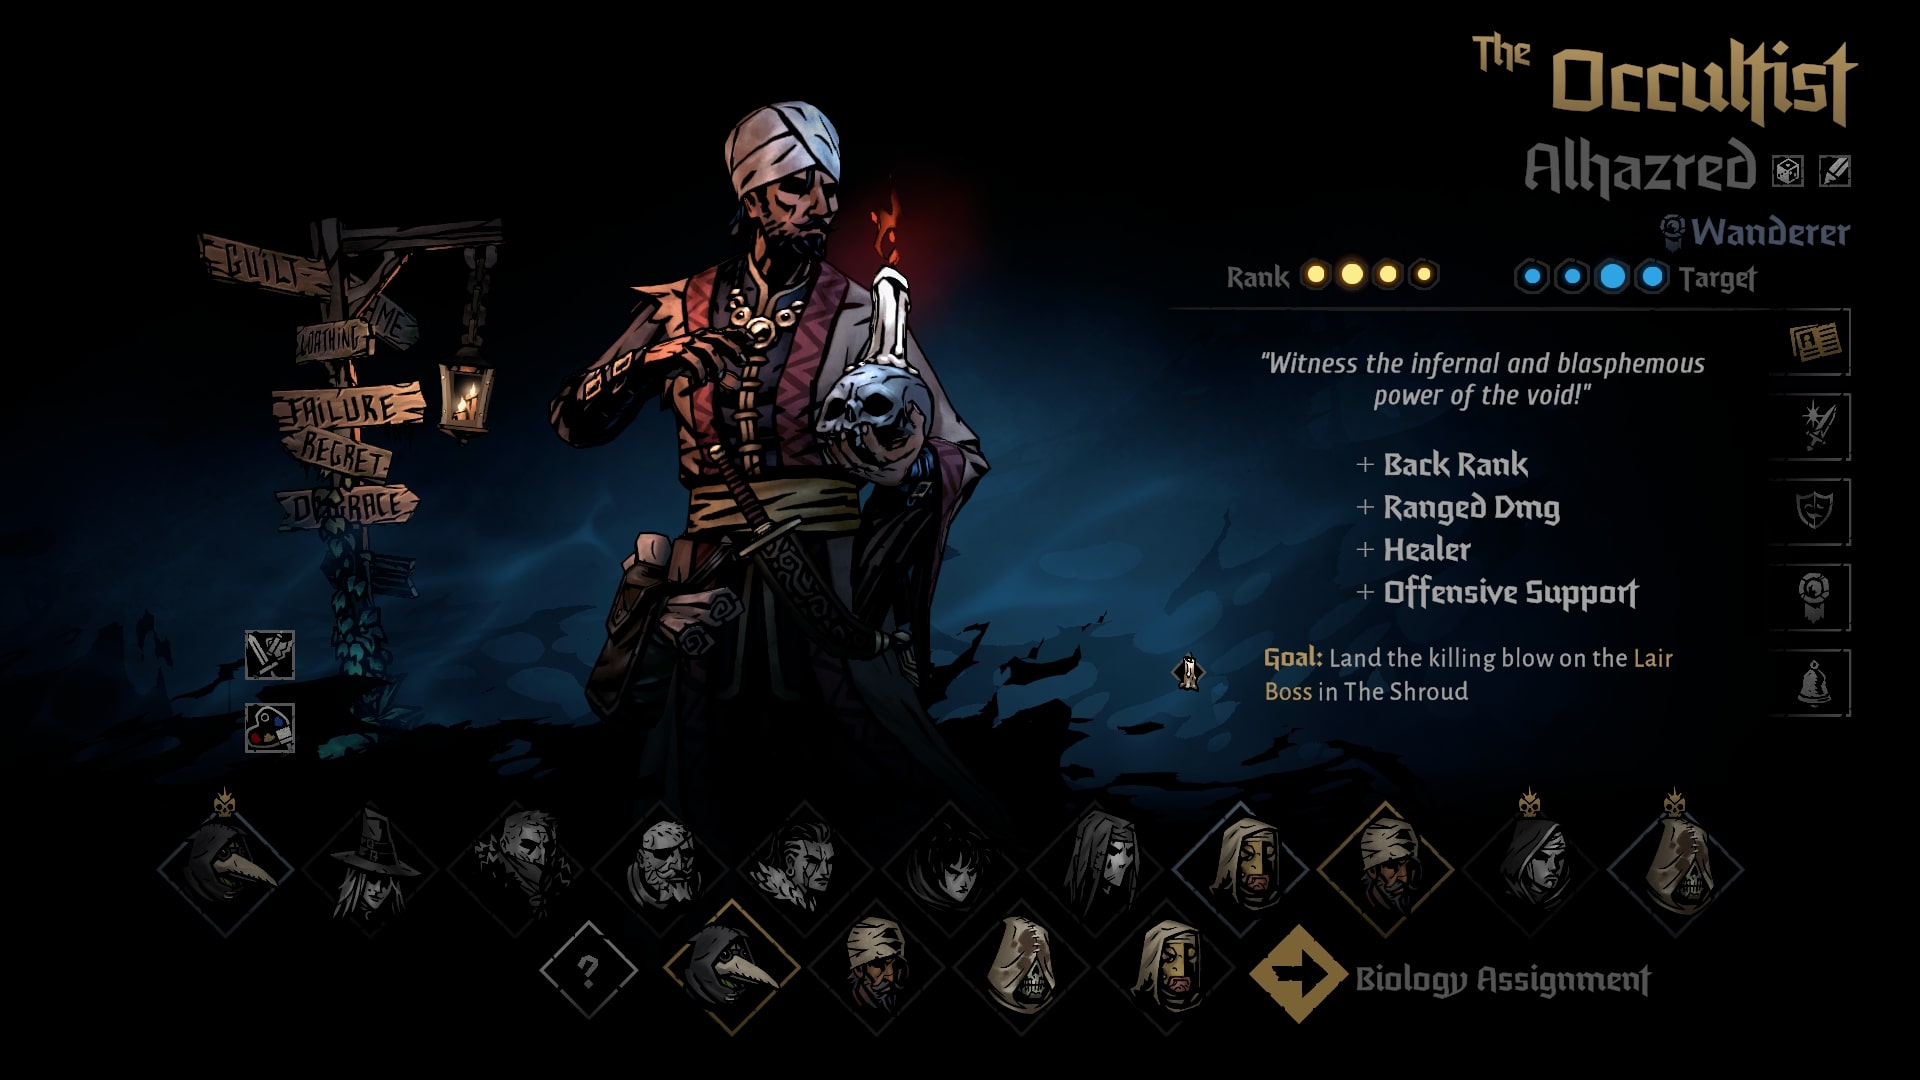 The Occultist
Alhazred
Wanderer
Rank
Target
"Witness the infernal and blasphemous
power of the void!"
+ Back Rank
+ Ranged Dmg
+ Healer
+ Offensive Support
Goal: Land the killing blow on the Lair
Boss in The Shroud
GUILT
LOATHING
FAILURE
REGRET
?
Biology Assignment